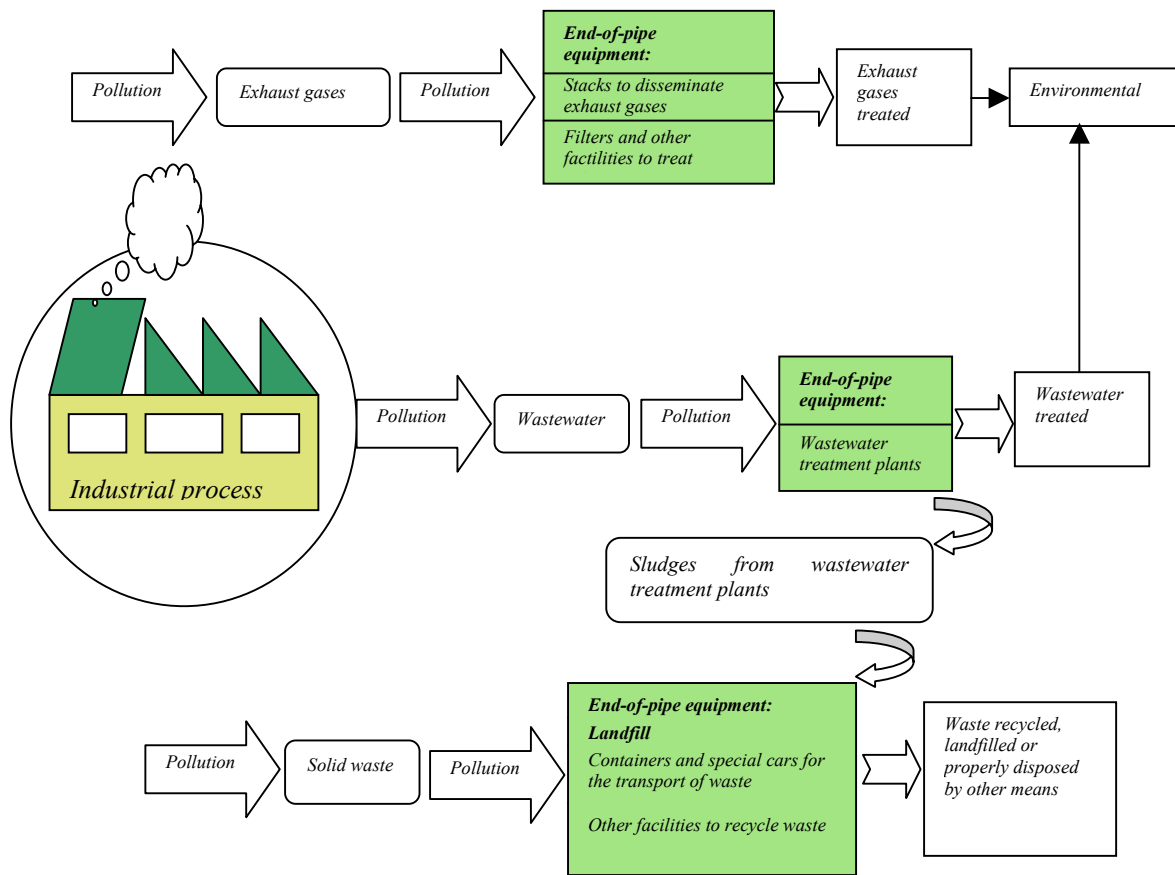 Pollution
Exhaust gases
Pollution
End-of-pipe
equipment:
Stacks to disseminate
exhaust gases
Filters and other
factilities to treat
Exhaust
gases
treated
Environmental
Industrial process
Pollution
Wastewater
Pollution
End-of-pipe
equipment:
Wastewater
treatment plants
Wastewater
treated
Sludges from wastewater
treatment plants
Pollution
Solid waste
Pollution
End-of-pipe equipment:
Landfill
Containers and special cars for
the transport of waste
Other facilities to recycle waste
Waste recycled,
landfilled or
properly disposed
by other means